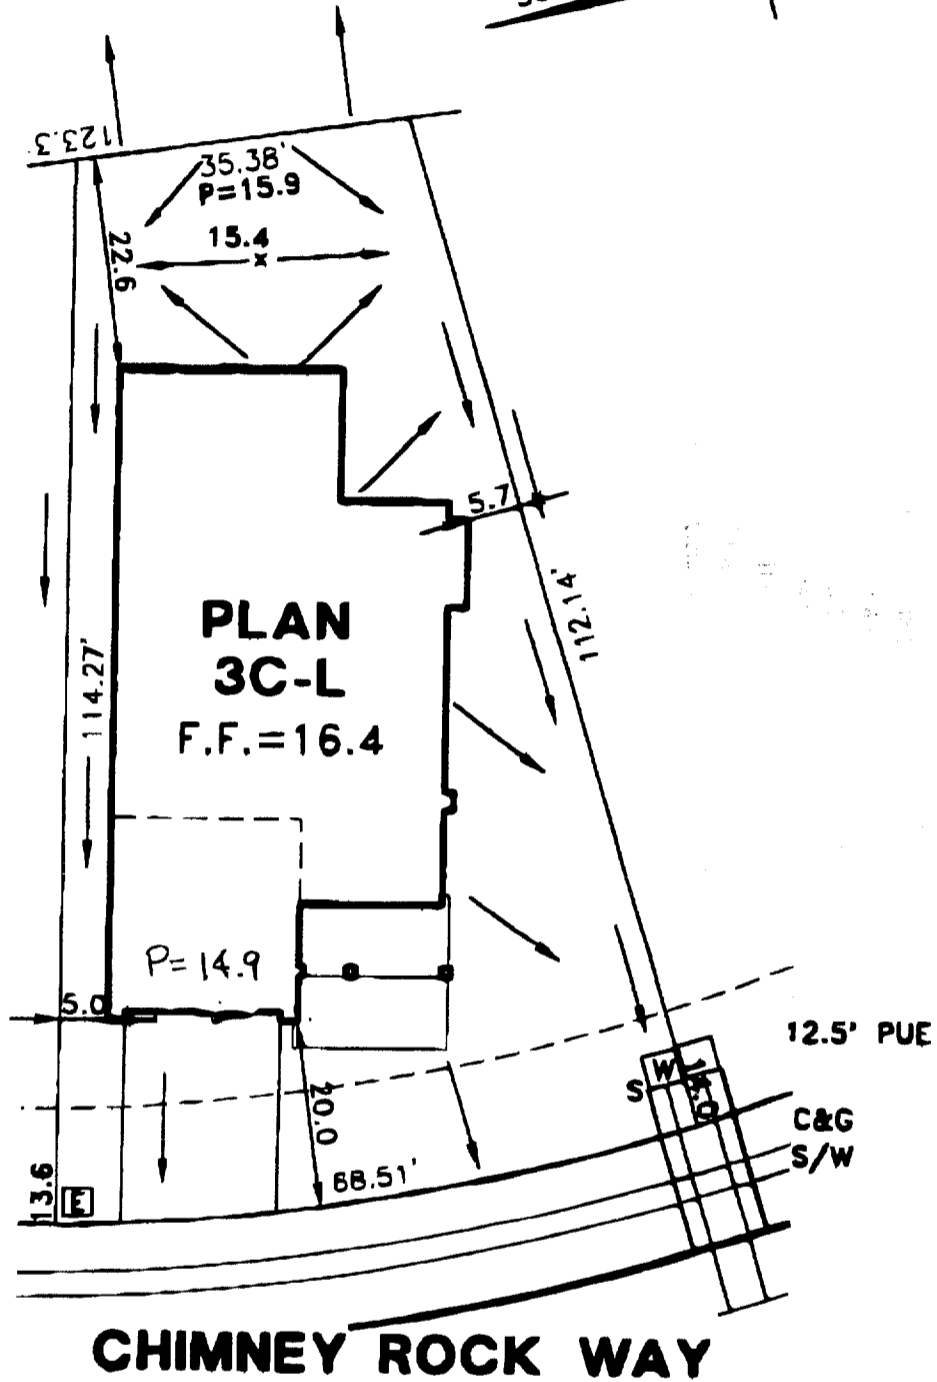 123.3
35.38'
P=15.9
15.4
x
22.6
5.7
112.14'
PLAN
3C-L
F.F.=16.4
114.27'
P=14.9
5.0
12.5' PUE
W
S
20.0
C&G
S/W
68.51'
13.6
E
CHIMNEY ROCK WAY